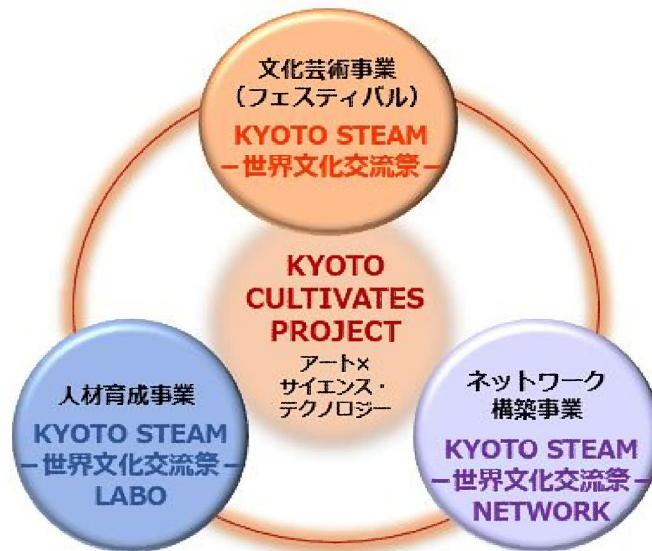 文化芸術事業
（フェスティバル）
KYOTO STEAM
－世界文化交流祭－
KYOTO
CULTIVATES
PROJECT
アート×
サイエンス・
テクノロジー
人材育成事業
KYOTO STEAM
－世界文化交流祭－
LABO
ネットワーク
構築事業
KYOTO STEAM
－世界文化交流祭－
NETWORK